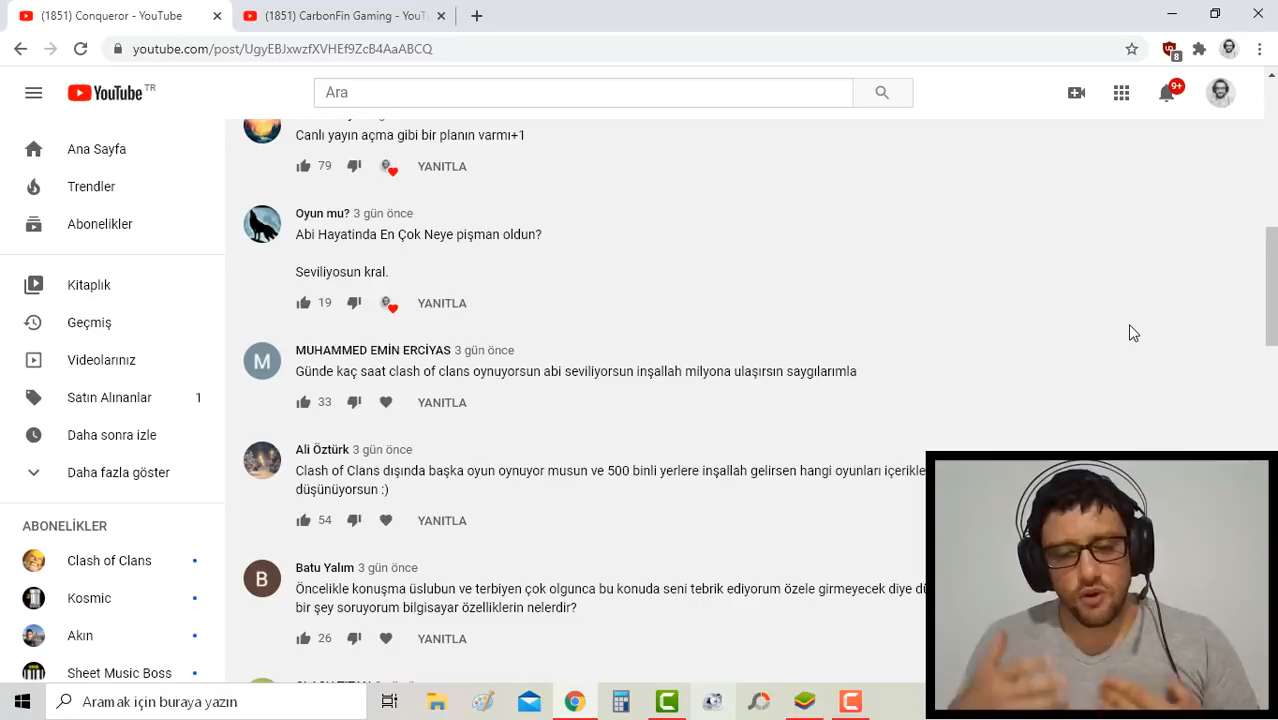 (1851) Conqueror - YouTube
(1851) CarbonFin Gaming - YouT
youtube.com/post/UgyEBJxwzfXVHEf9ZcB4AaABCQ
8
YouTube TR
Ara
9+
Ana Sayfa
Trendler
Abonelikler
Kitaplık
Geçmiş
Videolarınız
Satın Alınanlar 1
Daha sonra izle
Daha fazla göster
ABONELİKLER
Clash of Clans
Kosmic
Akın
Sheet Music Boss
Canlı yayın açma gibi bir planın varmı+1
79 YANITLA
Oyun mu? 3 gün önce
Abi Hayatinda En Çok Neye pişman oldun?
Seviliyosun kral.
19 YANITLA
M
MUHAMMED EMİN ERCİYAS 3 gün önce
Günde kaç saat clash of clans oynuyorsun abi seviliyorsun inşallah milyona ulaşırsın saygılarımla
33 YANITLA
Ali Öztürk 3 gün önce
Clash of Clans dışında başka oyun oynuyor musun ve 500 binli yerlere inşallah gelirsen hangi oyunları içerikle
düşünüyorsun :)
54 YANITLA
B
Batu Yalım 3 gün önce
Öncelikle konuşma üslubun ve terbiyen çok olgunca bu konuda seni tebrik ediyorum özele girmeyecek diye dü
bir şey soruyorum bilgisayar özelliklerin nelerdir?
26 YANITLA
Aramak için buraya yazın